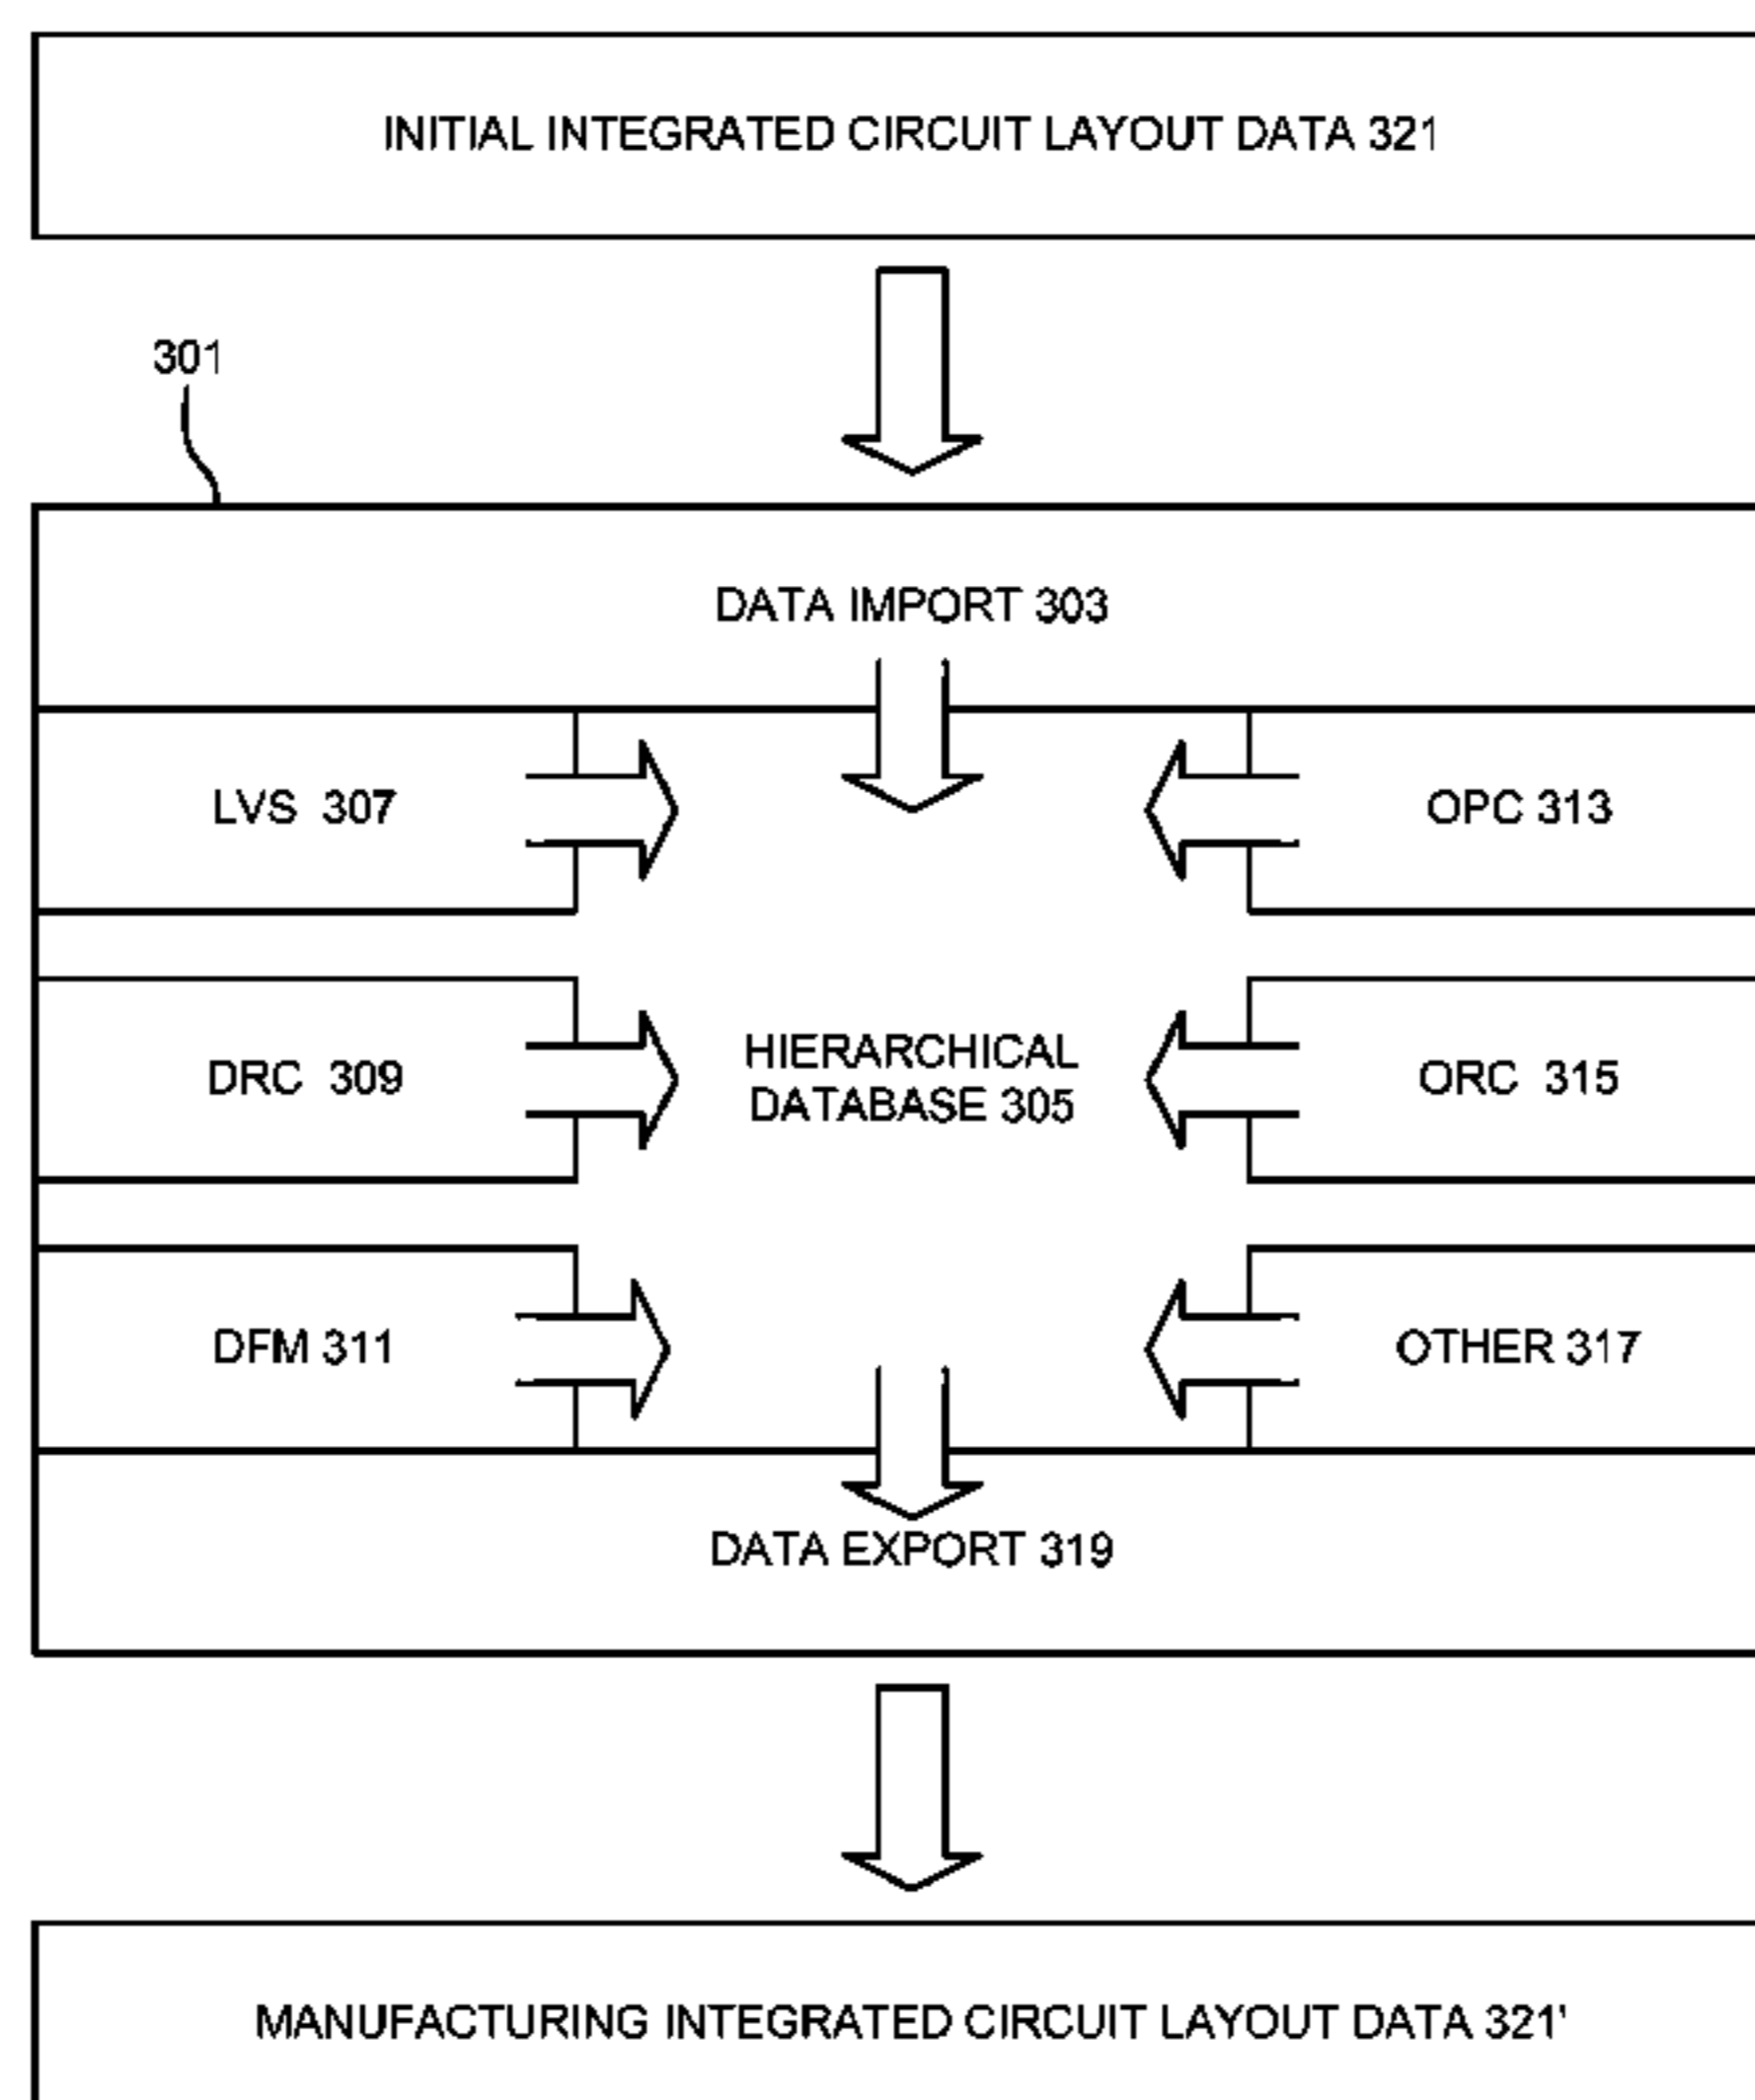 INITIAL INTEGRATED CIRCUIT LAYOUT DATA 321
301
DATA IMPORT 303
LVS 307
OPC 313
DRC 309
HIERARCHICAL
DATABASE 305
ORC 315
DFM 311
OTHER 317
DATA EXPORT 319
MANUFACTURING INTEGRATED CIRCUIT LAYOUT DATA 321'